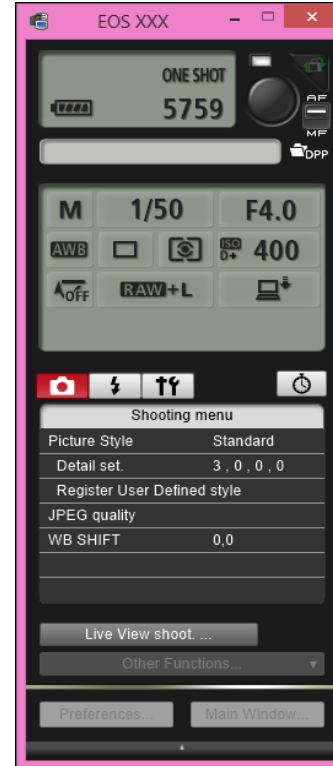 EOS XXX
ONE SHOT
5759
AF
MF
DPP
M 1/50 F4.0
AWB ISO D+ 400
OFF RAW+L
Shooting menu
Picture Style Standard
Detail set. 3 , 0 , 0 , 0
Register User Defined style
JPEG quality
WB SHIFT 0,0
Live View shoot. ...
Other Functions...
Preferences... Main Window...